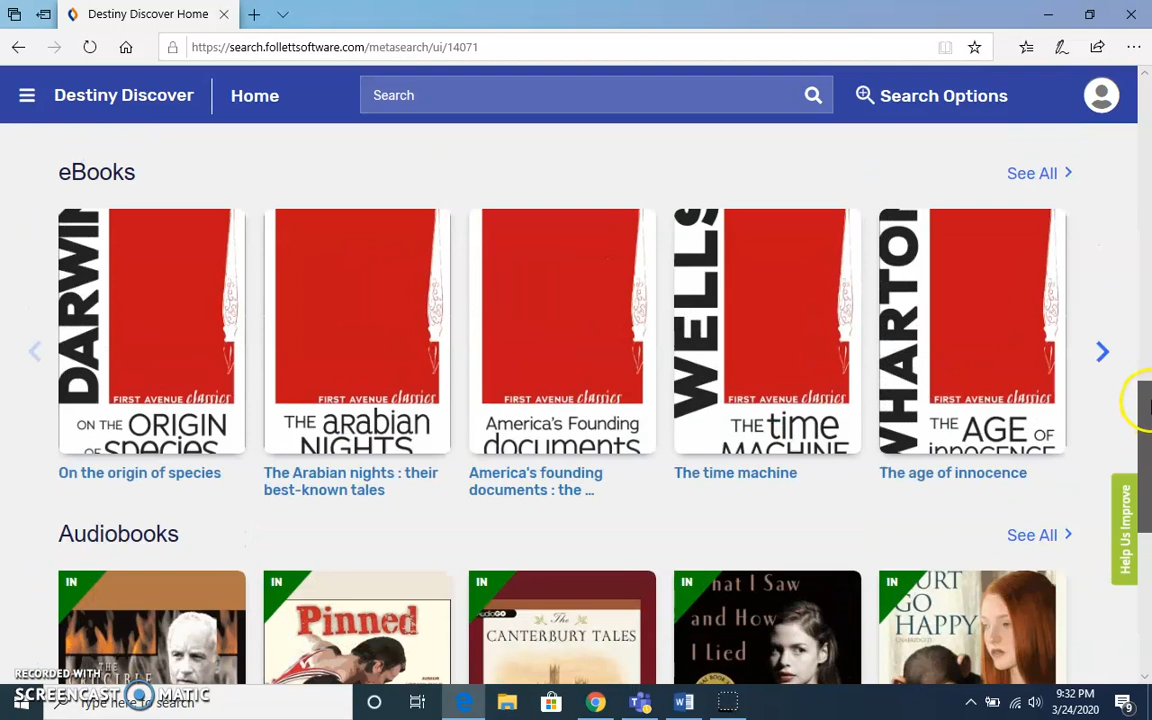 Destiny Discover Home
https://search.follettsoftware.com/metasearch/ui/14071
Destiny Discover
Home
Search
Search Options
eBooks
See All
DARWIN
FIRST AVENUE classics
ON THE ORIGIN
OF species
FIRST AVENUE classics
THE arabian
NIGHTS
FIRST AVENUE classics
America's Founding
documents
WELLS
FIRST AVENUE classics
THE time
MACHINE
WHARTON
FIRST AVENUE classics
THE AGE OF
innocence
On the origin of species
The Arabian nights : their
best-known tales
America's founding
documents : the ...
The time machine
The age of innocence
Help Us Improve
Audiobooks
See All
IN
IN
Pinned
IN
The
CANTERBURY TALES
IN
What I Saw
and How
I Lied
IN
HURT
GO
HAPPY
UNABRIDGED
RECORDED WITH
SCREENCAST MATIC
Type here to search
9:32 PM
3/24/2020
9